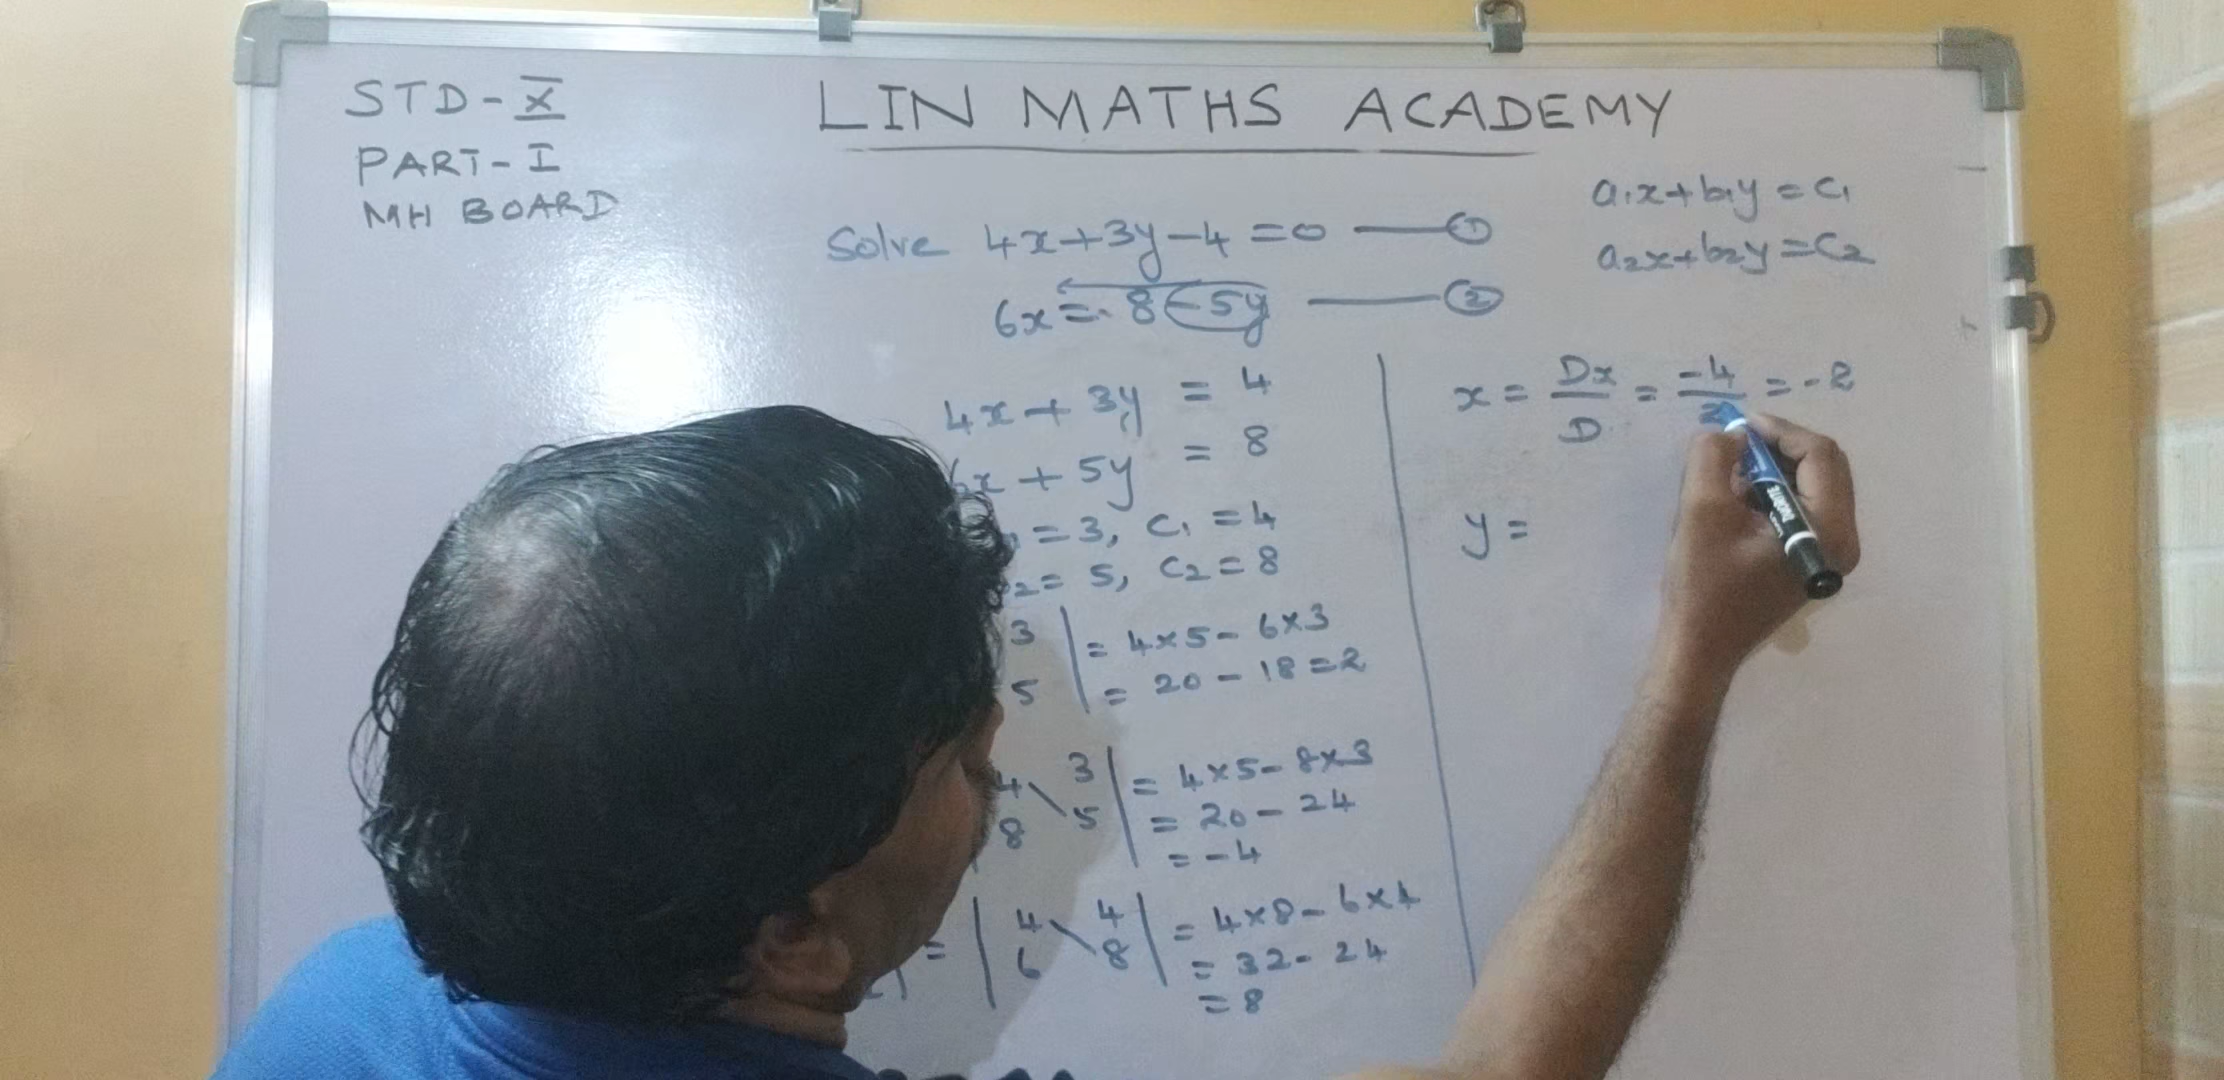 STD-X
PART-I
MH BOARD
LIN MATHS ACADEMY
a₁x+b₁y=c₁
a₂x+b₂y=c₂
Solve 4x+3y-4=0 —①
6x=-8-5y —②
4x+3y = 4
6x+5y = 8
=3, c₁=4
₂=5, c₂=8
3
5
=4×5-6×3
=20-18=2
4 3
8 5
=4×5-8×3
=20-24
=-4
= 4 4
6 8
=4×8-6×4
=32-24
=8
x=Dx/D=-4/2=-2
y=